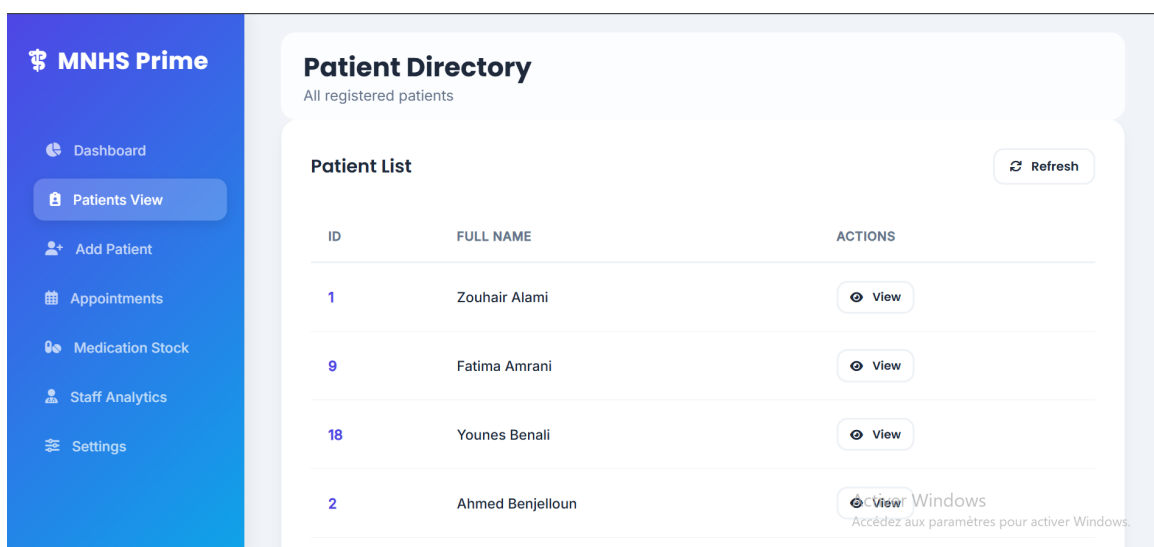 MNHS Prime
Dashboard
Patients View
Add Patient
Appointments
Medication Stock
Staff Analytics
Settings
Patient Directory
All registered patients
Patient List
Refresh
ID FULL NAME ACTIONS
1 Zouhair Alami View
9 Fatima Amrani View
18 Younes Benali View
2 Ahmed Benjelloun View
Activer Windows
Accédez aux paramètres pour activer Windows.